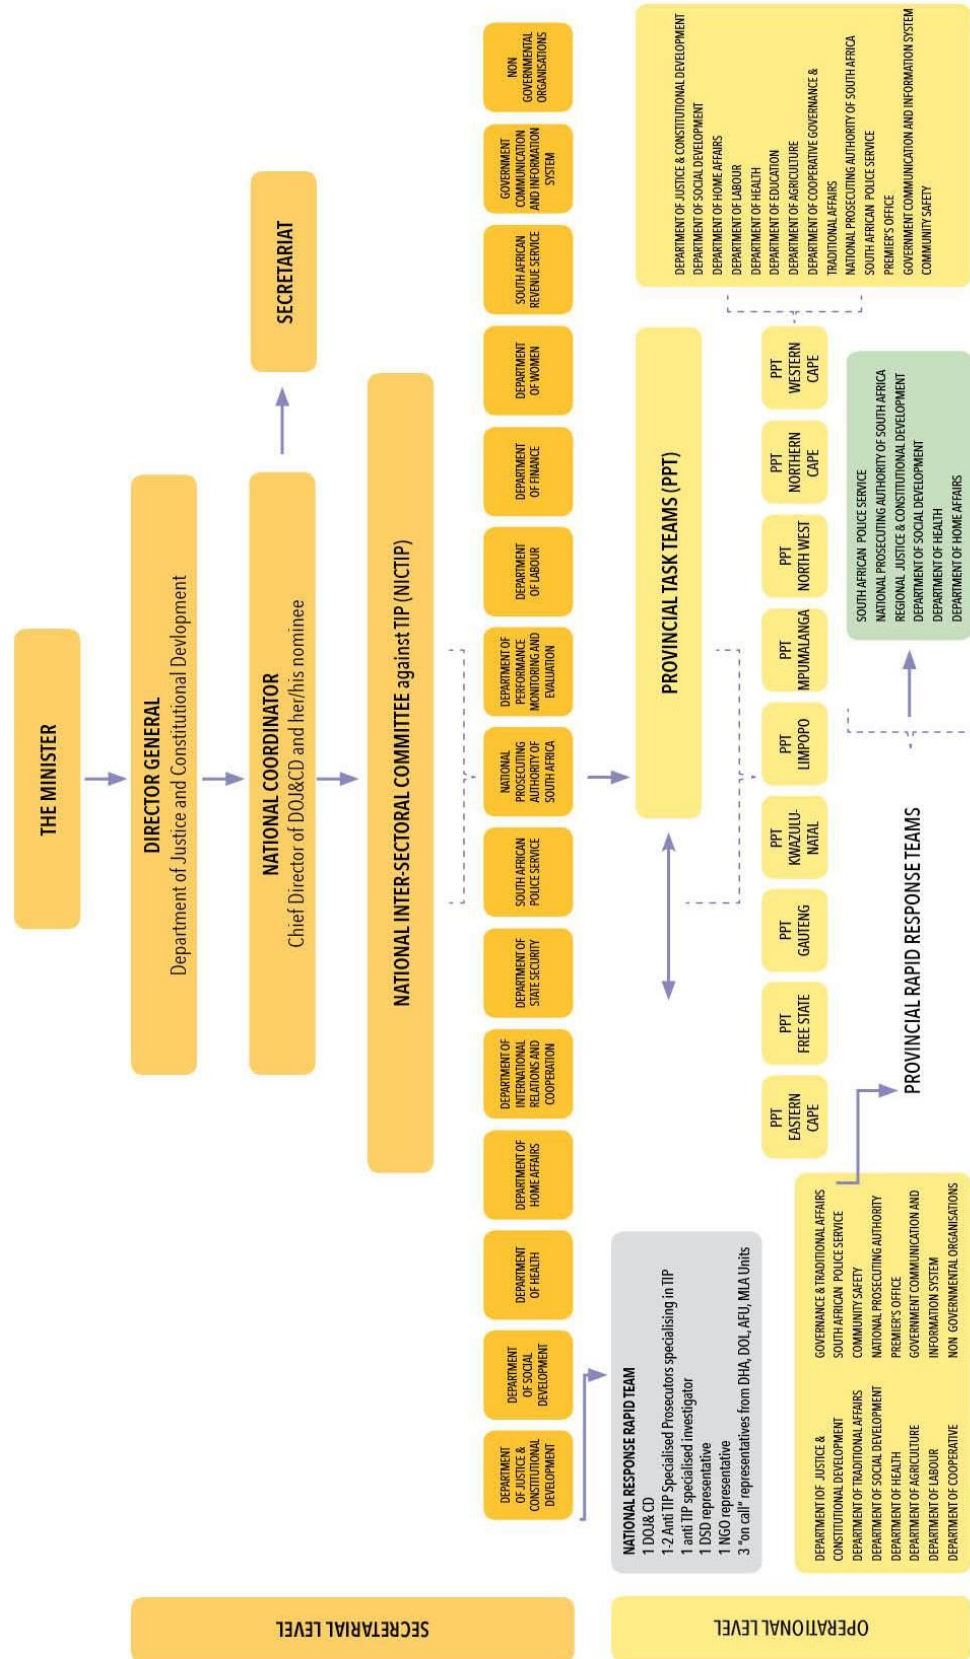 THE MINISTER
DIRECTOR GENERAL
Department of Justice and Constitutional Devlopment
NATIONAL COORDINATOR
Chief Director of DOJ&CD and her/his nominee
SECRETARIAT
NATIONAL INTER-SECTORAL COMMITTEE against TIP (NICTIP)
SECRETARIAT LEVEL
DEPARTMENT
OF JUSTICE &
CONSTITUTIONAL
DEVELOPMENT
DEPARTMENT
OF SOCIAL
DEVELOPMENT
DEPARTMENT
OF HEALTH
DEPARTMENT OF
HOME AFFAIRS
DEPARTMENT OF
INTERNATIONAL
RELATIONS AND
COOPERATION
DEPARTMENT OF
STATE SECURITY
SOUTH AFRICAN
POLICE SERVICE
NATIONAL
PROSECUTING
AUTHORITY OF
SOUTH AFRICA
DEPARTMENT OF
PERFORMANCE
MONITORING AND
EVALUATION
DEPARTMENT
OF LABOUR
DEPARTMENT
OF FINANCE
DEPARTMENT
OF WOMEN
SOUTH AFRICAN
REVENUE SERVICE
GOVERNMENT
COMMUNICATION
AND INFORMATION
SYSTEM
NON
GOVERNMENTAL
ORGANISATIONS
OPERATIONAL LEVEL
NATIONAL RESPONSE RAPID TEAM
1 DOJ& CD
1-2 Anti TIP Specialised Prosecutors specialising in TIP
1 anti TIP specialised investigator
1 DSD representative
1 NGO representative
3 "on call" representatives from DHA, DOL, AFU, MLA Units
PROVINCIAL TASK TEAMS (PPT)
DEPARTMENT OF JUSTICE & CONSTITUTIONAL DEVELOPMENT
DEPARTMENT OF SOCIAL DEVELOPMENT
DEPARTMENT OF HOME AFFAIRS
DEPARTMENT OF LABOUR
DEPARTMENT OF HEALTH
DEPARTMENT OF EDUCATION
DEPARTMENT OF AGRICULTURE
DEPARTMENT OF COOPERATIVE GOVERNANCE &
TRADITIONAL AFFAIRS
NATIONAL PROSECUTING AUTHORITY OF SOUTH AFRICA
SOUTH AFRICAN POLICE SERVICE
PREMIER'S OFFICE
GOVERNMENT COMMUNICATION AND INFORMATION SYSTEM
COMMUNITY SAFETY
PPT
EASTERN
CAPE
PPT
FREE STATE
PPT
GAUTENG
PPT
KWAZULU-
NATAL
PPT
LIMPOPO
PPT
MPUMALANGA
PPT
NORTH WEST
PPT
NORTHERN
CAPE
PPT
WESTERN
CAPE
DEPARTMENT OF JUSTICE &
CONSTITUTIONAL DEVELOPMENT
DEPARTMENT OF TRADITIONAL AFFAIRS
DEPARTMENT OF SOCIAL DEVELOPMENT
DEPARTMENT OF HEALTH
DEPARTMENT OF AGRICULTURE
DEPARTMENT OF LABOUR
DEPARTMENT OF COOPERATIVE
GOVERNANCE & TRADITIONAL AFFAIRS
SOUTH AFRICAN POLICE SERVICE
COMMUNITY SAFETY
NATIONAL PROSECUTING AUTHORITY
PREMIER'S OFFICE
GOVERNMENT COMMUNICATION AND
INFORMATION SYSTEM
NON GOVERNMENTAL ORGANISATIONS
PROVINCIAL RAPID RESPONSE TEAMS
SOUTH AFRICAN POLICE SERVICE
NATIONAL PROSECUTING AUTHORITY OF SOUTH AFRICA
REGIONAL JUSTICE & CONSTITUTIONAL DEVELOPMENT
DEPARTMENT OF SOCIAL DEVELOPMENT
DEPARTMENT OF HEALTH
DEPARTMENT OF HOME AFFAIRS